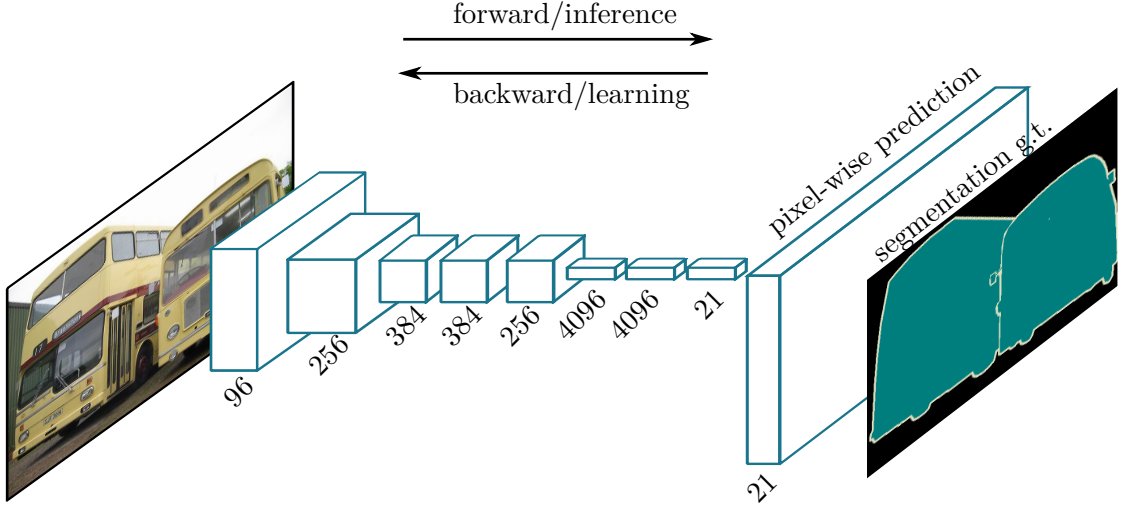 forward/inference
backward/learning
pixel-wise prediction
segmentation g.t.
96
256
384
384
256
4096
4096
21
21